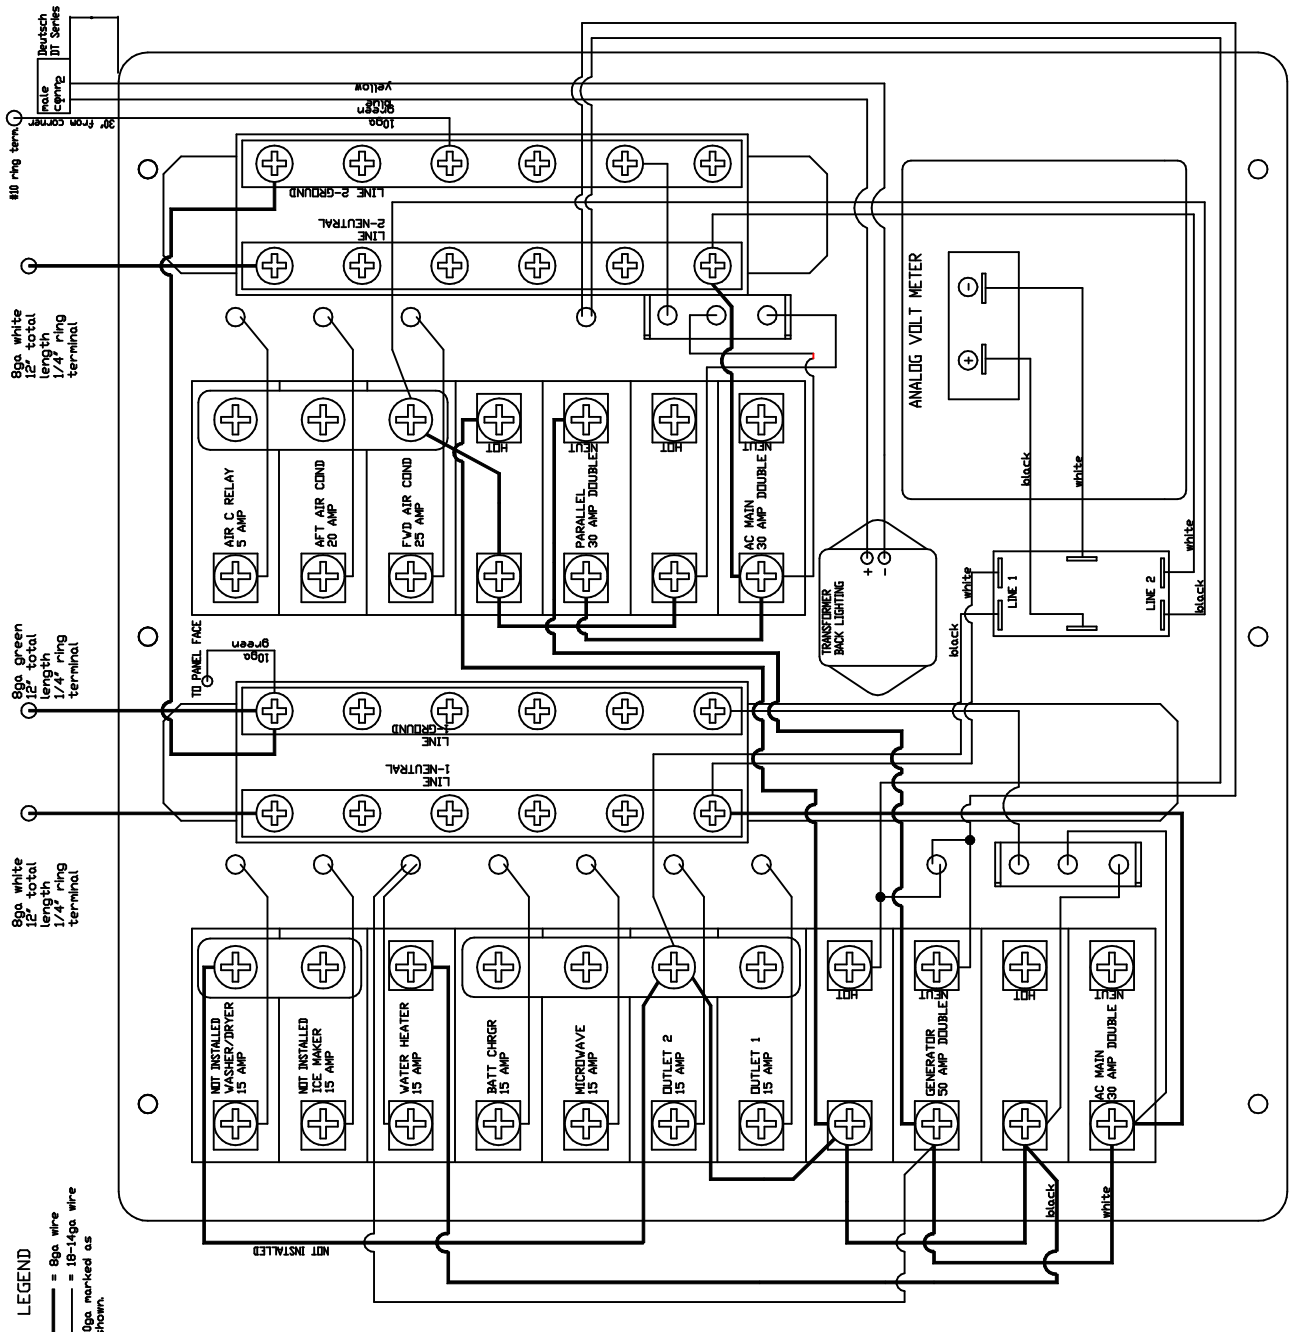 Deutsch
DT Series
male
conn
1 2
yellow
blue
green
10ga
30" from corner
#10 ring term.
LINE 2-GROUND
2-NEUTRAL
LINE
8ga white
12" total
length
1/4" ring
terminal
ANALOG VOLT METER
-
+
black
white
AIR C RELAY
5 AMP
AFT AIR COND
20 AMP
FWD AIR COND
25 AMP
HOT
NEUT
PARALLEL
30 AMP DOUBLE
HOT
NEUT
AC MAIN
30 AMP DOUBLE
+
-
TRANSFORMER
BACK LIGHTING
white
black
LINE 1
LINE 2
white
black
8ga green
12" total
length
1/4" ring
terminal
TO PANEL FACE
green
10ga
1-GROUND
LINE
1-NEUTRAL
LINE
8ga white
12" total
length
1/4" ring
terminal
NOT INSTALLED
WASHER/DRYER
15 AMP
NOT INSTALLED
ICE MAKER
15 AMP
WATER HEATER
15 AMP
BATT CHRGR
15 AMP
MICROWAVE
15 AMP
OUTLET 2
15 AMP
OUTLET 1
15 AMP
HOT
NEUT
GENERATOR
50 AMP DOUBLE
HOT
NEUT
AC MAIN
30 AMP DOUBLE
black
white
NOT INSTALLED
LEGEND
= 8ga wire
= 18-14ga wire
0ga marked as
shown.